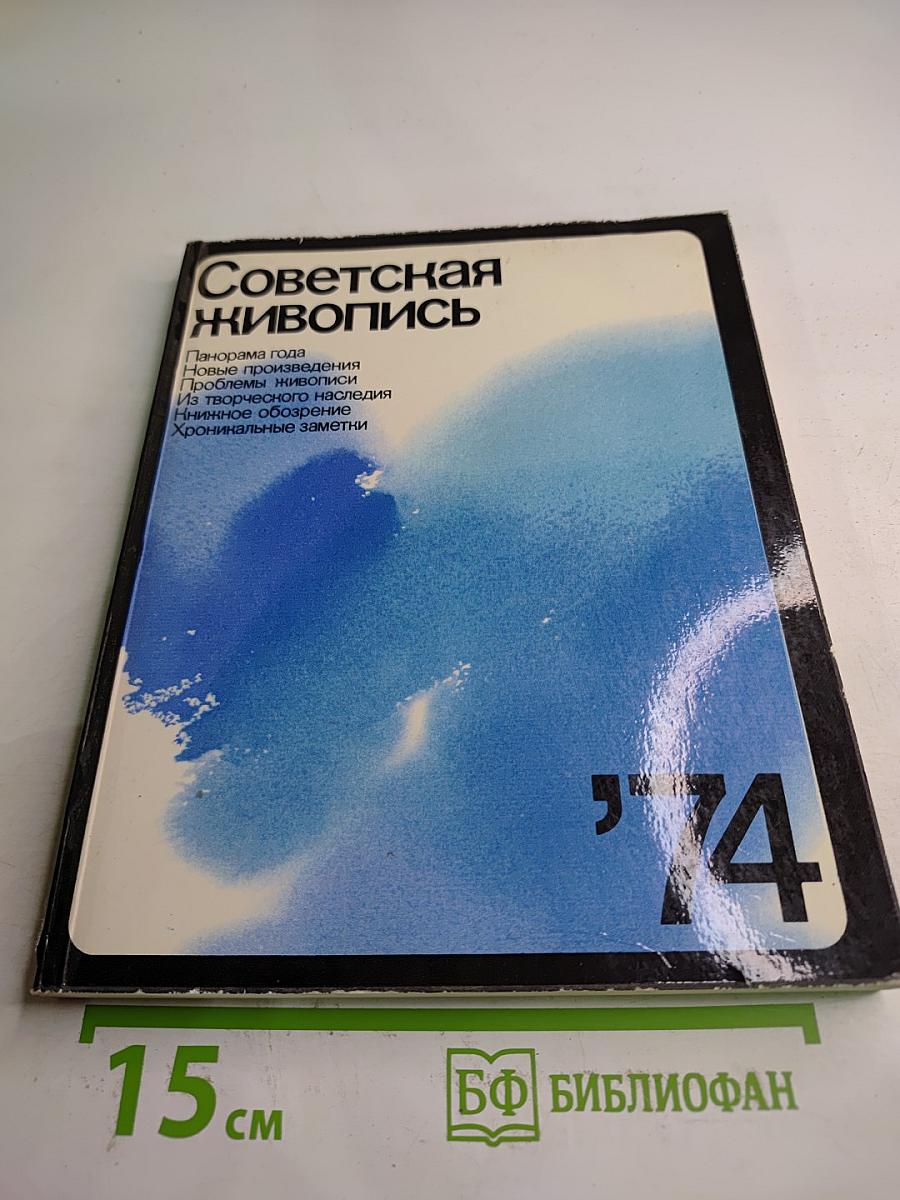 Советская
живопись
Панорама года
Новые произведения
Проблемы живописи
Из творческого наследия
Книжное обозрение
Хроникальные заметки
’74
15 см
БФ БИБЛИОФАН